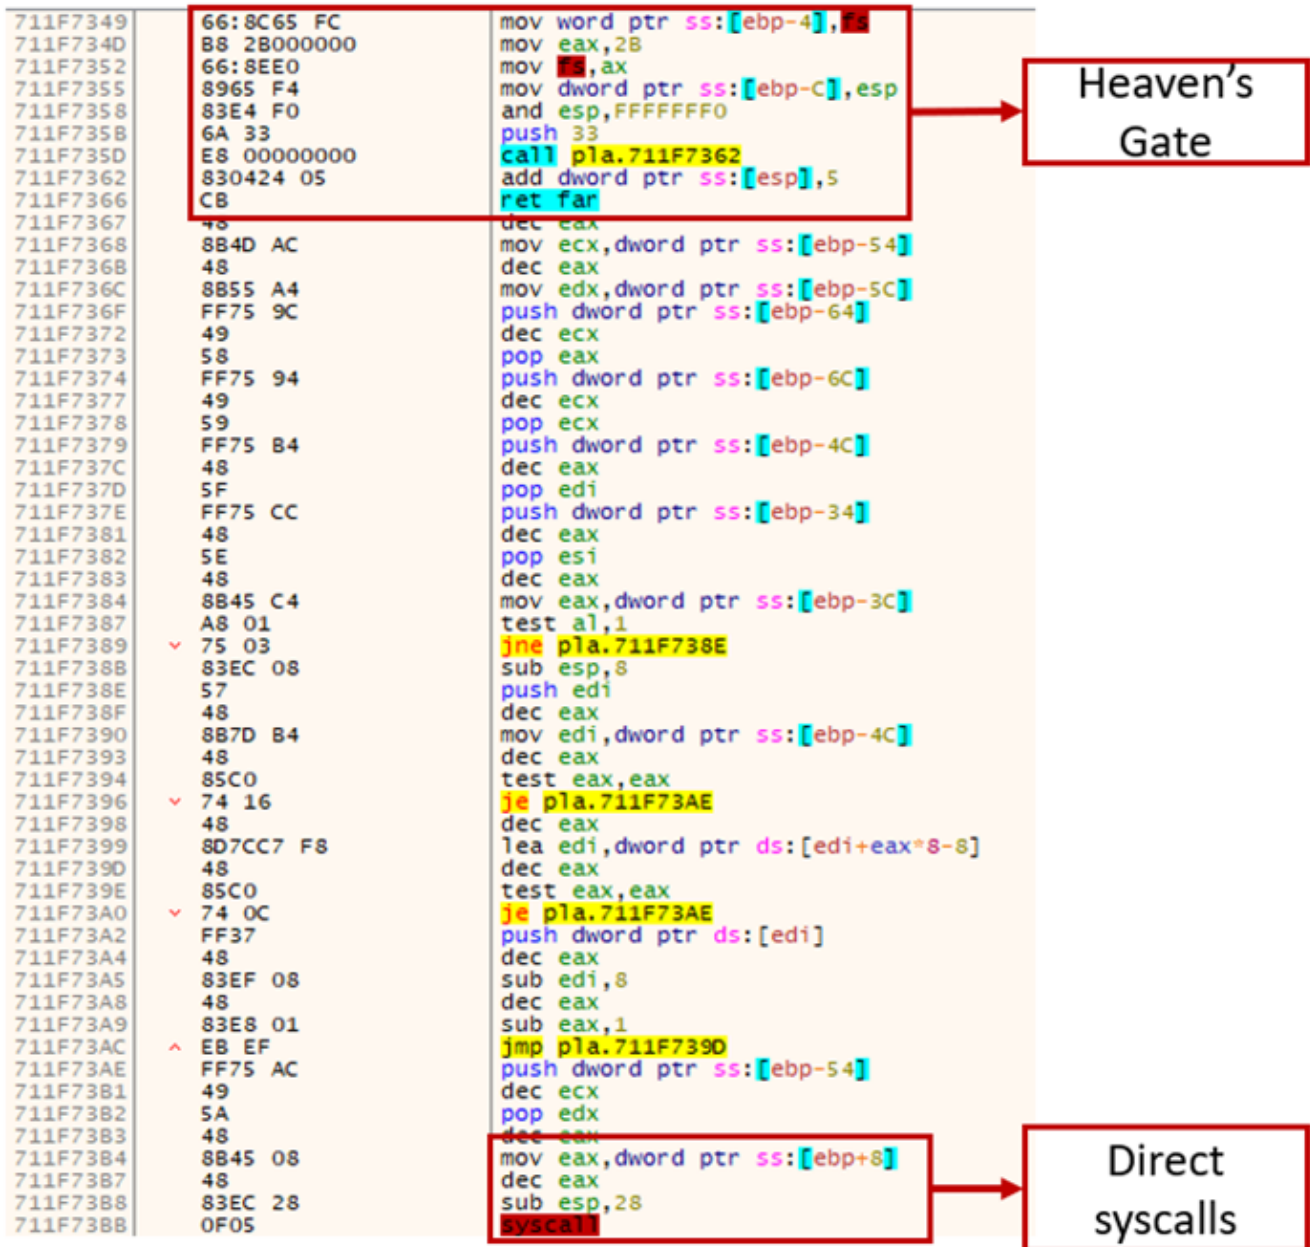 711F7349 66:8C65 FC mov word ptr ss:[ebp-4],fs
711F734D B8 2B000000 mov eax,2B
711F7352 66:8EE0 mov fs,ax
711F7355 8965 F4 mov dword ptr ss:[ebp-C],esp
711F7358 83E4 F0 and esp,FFFFFFF0
711F735B 6A 33 push 33
711F735D E8 00000000 call pla.711F7362
711F7362 830424 05 add dword ptr ss:[esp],5
711F7366 CB ret far
Heaven's
Gate
711F7367 48 dec eax
711F7368 8B4D AC mov ecx,dword ptr ss:[ebp-54]
711F736B 48 dec eax
711F736C 8B55 A4 mov edx,dword ptr ss:[ebp-5C]
711F736F FF75 9C push dword ptr ss:[ebp-64]
711F7372 49 dec ecx
711F7373 58 pop eax
711F7374 FF75 94 push dword ptr ss:[ebp-6C]
711F7377 49 dec ecx
711F7378 59 pop ecx
711F7379 FF75 B4 push dword ptr ss:[ebp-4C]
711F737C 48 dec eax
711F737D 5F pop edi
711F737E FF75 CC push dword ptr ss:[ebp-34]
711F7381 48 dec eax
711F7382 5E pop esi
711F7383 48 dec eax
711F7384 8B45 C4 mov eax,dword ptr ss:[ebp-3C]
711F7387 A8 01 test al,1
711F7389 75 03 jne pla.711F738E
711F738B 83EC 08 sub esp,8
711F738E 57 push edi
711F738F 48 dec eax
711F7390 8B7D B4 mov edi,dword ptr ss:[ebp-4C]
711F7393 48 dec eax
711F7394 85C0 test eax,eax
711F7396 74 16 je pla.711F73AE
711F7398 48 dec eax
711F7399 8D7CC7 F8 lea edi,dword ptr ds:[edi+eax*8-8]
711F739D 48 dec eax
711F739E 85C0 test eax,eax
711F73A0 74 0C je pla.711F73AE
711F73A2 FF37 push dword ptr ds:[edi]
711F73A4 48 dec eax
711F73A5 83EF 08 sub edi,8
711F73A8 48 dec eax
711F73A9 83E8 01 sub eax,1
711F73AC EB EF jmp pla.711F739D
711F73AE FF75 AC push dword ptr ss:[ebp-54]
711F73B1 49 dec ecx
711F73B2 5A pop edx
711F73B3 48 dec eax
711F73B4 8B45 08 mov eax,dword ptr ss:[ebp+8]
711F73B7 48 dec eax
711F73B8 83EC 28 sub esp,28
711F73BB 0F05 syscall
Direct
syscalls